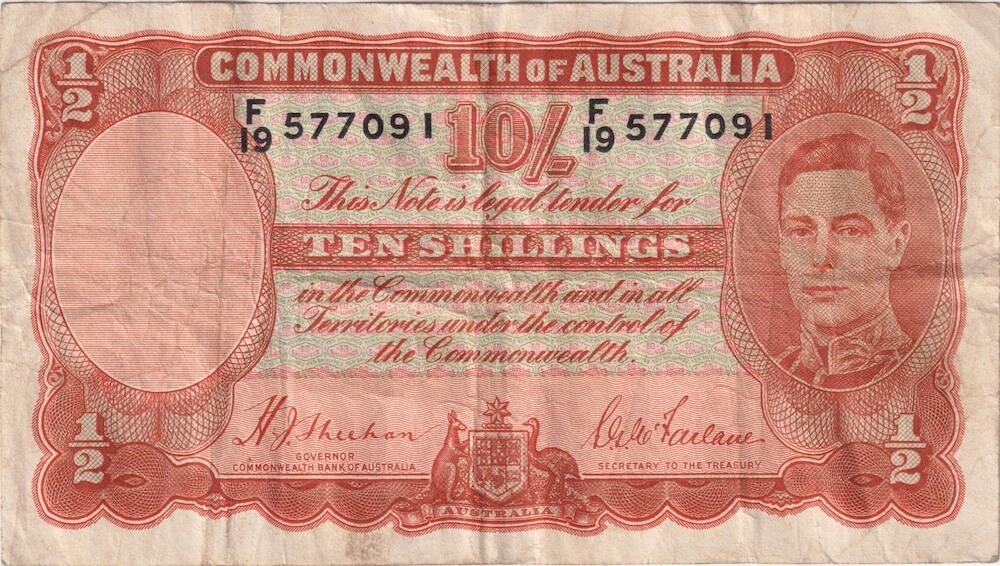 1/2
COMMONWEALTH OF AUSTRALIA
1/2
F/19 577091
10/-
F/19 577091
This Note is legal tender for
TEN SHILLINGS
in the Commonwealth and in all
Territories under the control of
the Commonwealth.
H.J. Sheehan
GOVERNOR
COMMONWEALTH BANK OF AUSTRALIA
S.G. McFarlane
SECRETARY TO THE TREASURY
1/2
AUSTRALIA
1/2